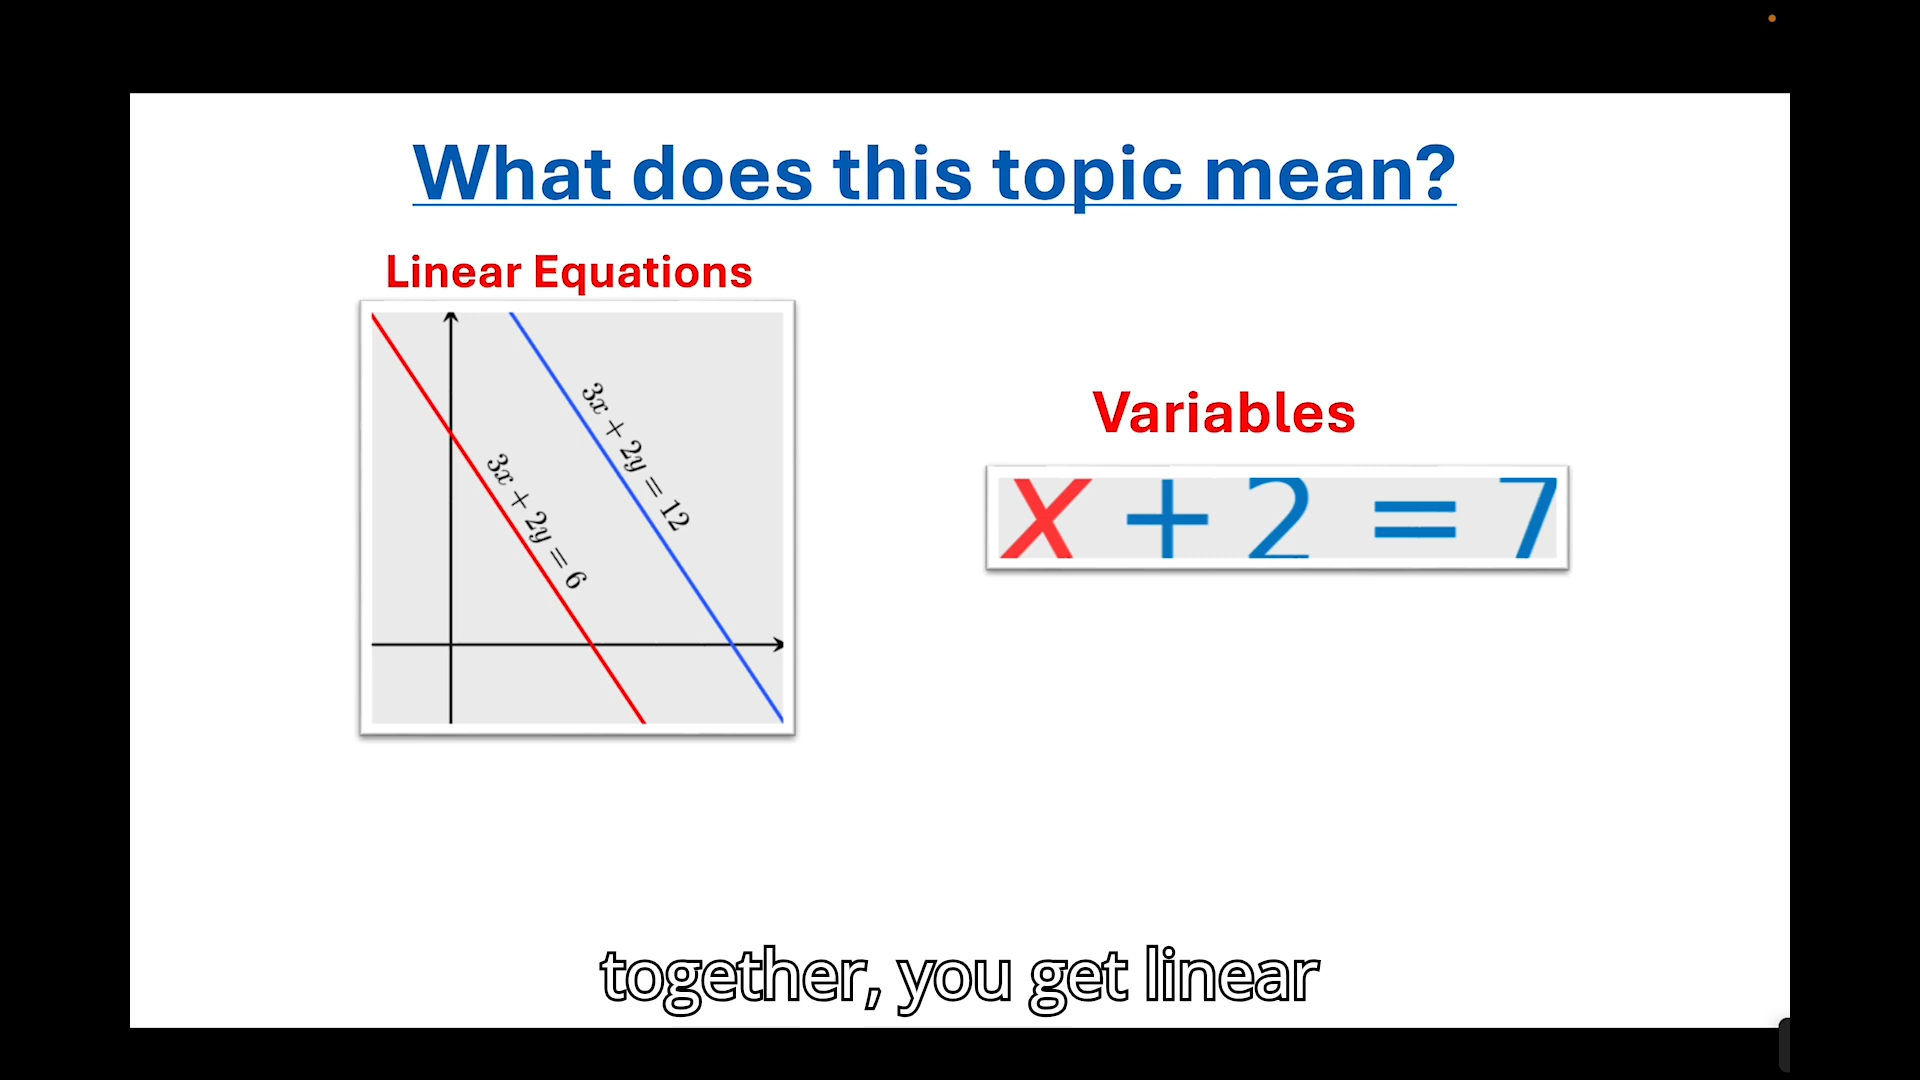 What does this topic mean?
Linear Equations
3x + 2y = 12
3x + 2y = 6
Variables
x + 2 = 7
together, you get linear